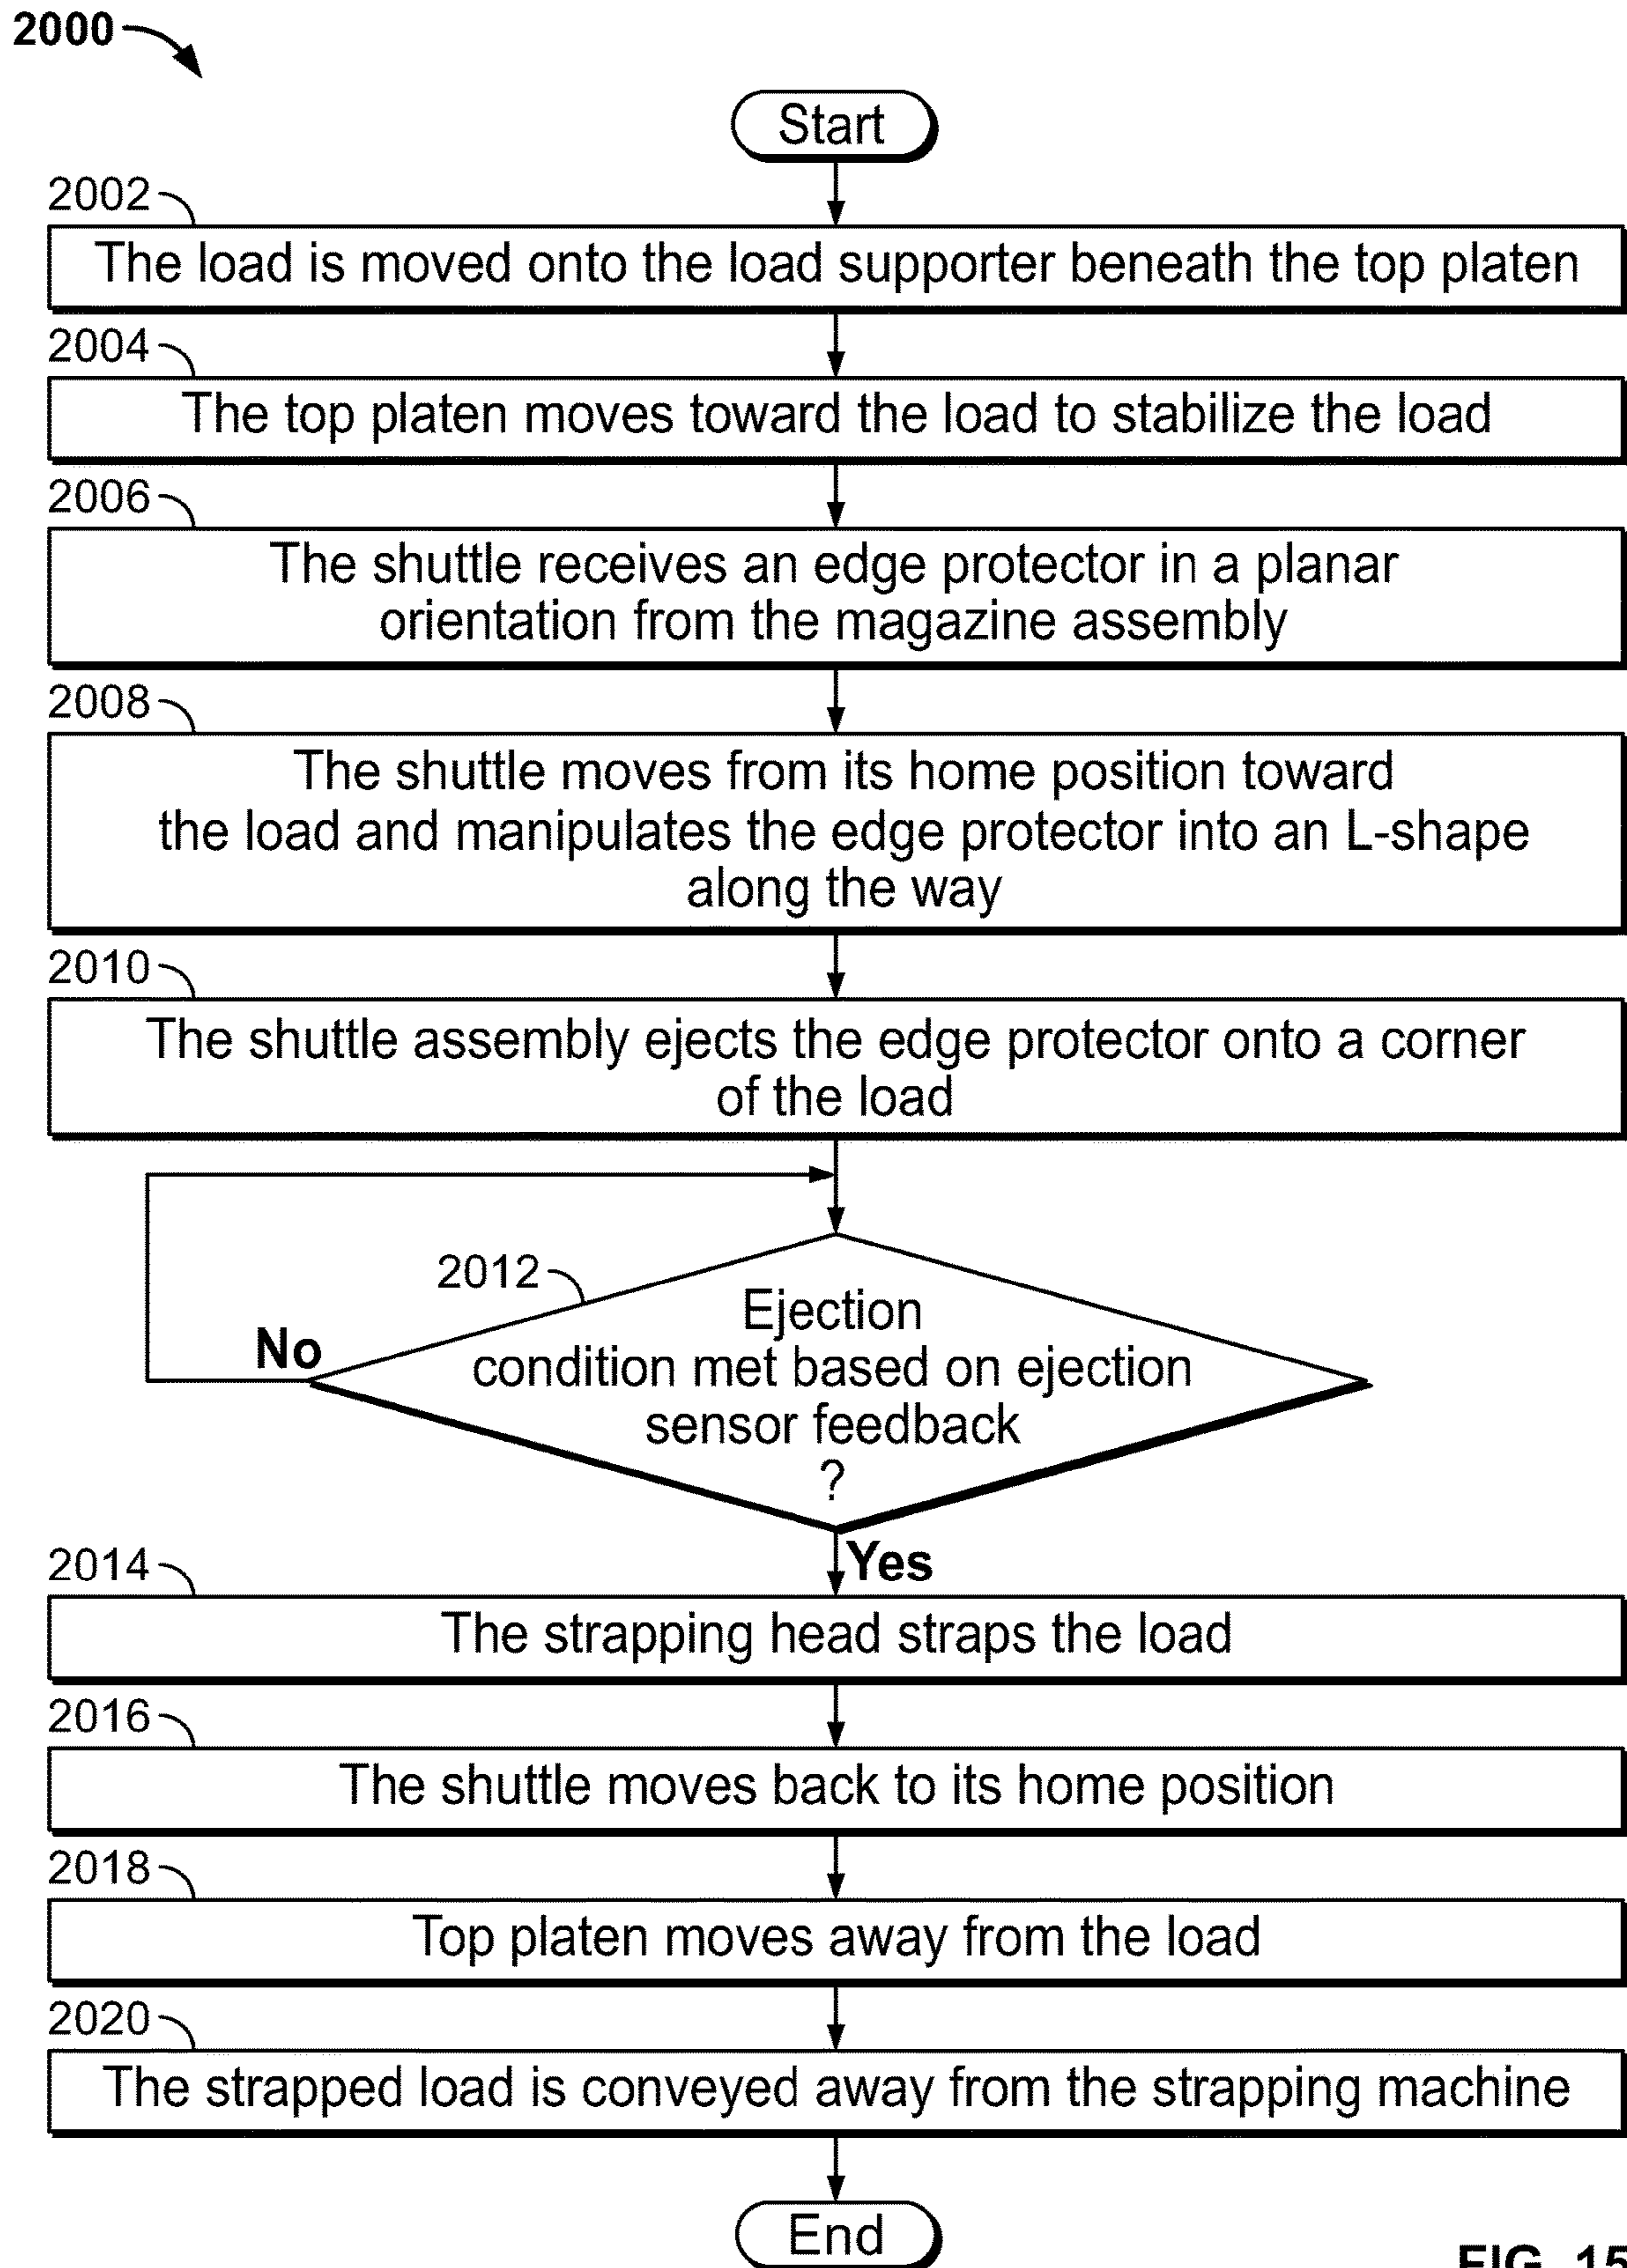 2000
Start
2002
The load is moved onto the load supporter beneath the top platen
2004
The top platen moves toward the load to stabilize the load
2006
The shuttle receives an edge protector in a planar
orientation from the magazine assembly
2008
The shuttle moves from its home position toward
the load and manipulates the edge protector into an L-shape
along the way
2010
The shuttle assembly ejects the edge protector onto a corner
of the load
2012
Ejection
No
condition met based on ejection
sensor feedback
?
Yes
2014
The strapping head straps the load
2016
The shuttle moves back to its home position
2018
Top platen moves away from the load
2020
The strapped load is conveyed away from the strapping machine
End
FIG. 15